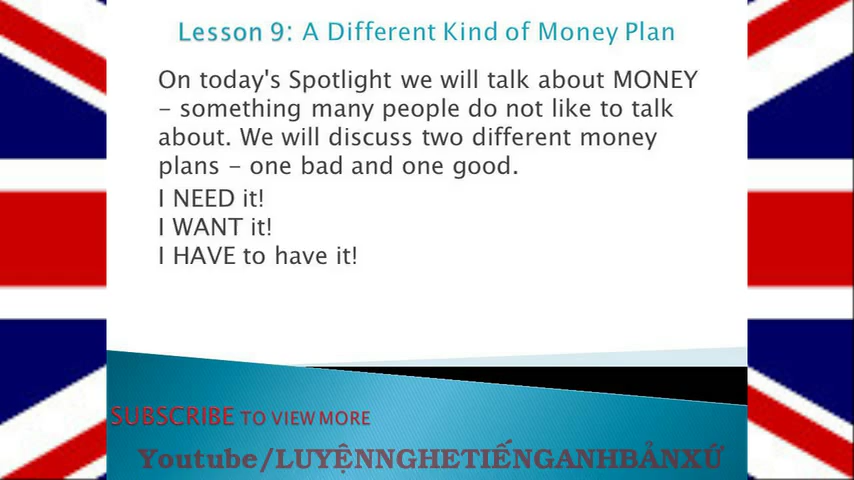 Lesson 9: A Different Kind of Money Plan
On today's Spotlight we will talk about MONEY
– something many people do not like to talk
about. We will discuss two different money
plans – one bad and one good.
I NEED it!
I WANT it!
I HAVE to have it!
SUBSCRIBE TO VIEW MORE
Youtube/LUYỆNNGHETIẾNGANHBẢNXỨ